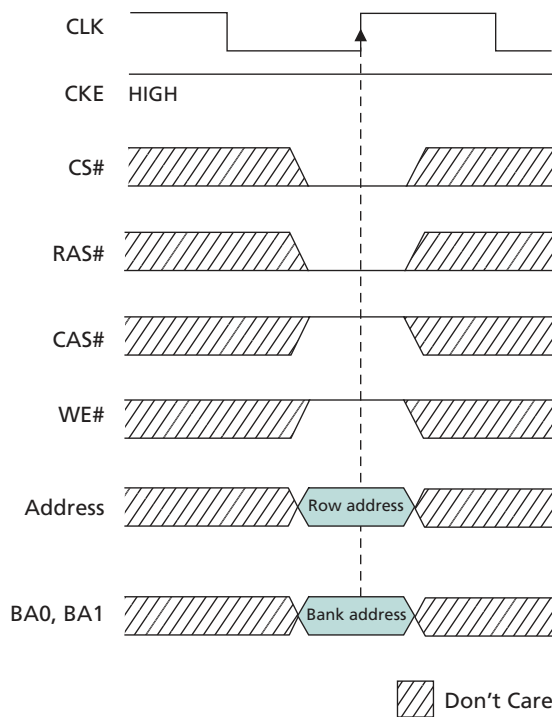 CLK
CKE HIGH
CS#
RAS#
CAS#
WE#
Address Row address
BA0, BA1 Bank address
Don't Care